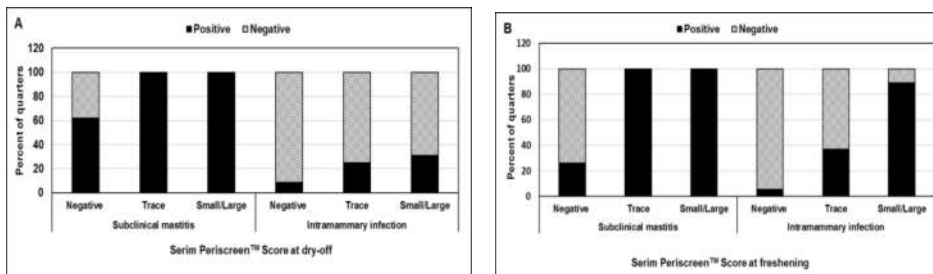 A
Positive Negative
Percent of quarters
120
100
80
60
40
20
0
Negative Trace Small/Large Negative Trace Small/Large
Subclinical mastitis Intramammary infection
Serim Periscreen™ Score at dry-off
B
Positive Negative
Percent of quarters
120
100
80
60
40
20
0
Negative Trace Small/Large Negative Trace Small/Large
Subclinical mastitis Intramammary infection
Serim Periscreen™ Score at freshening